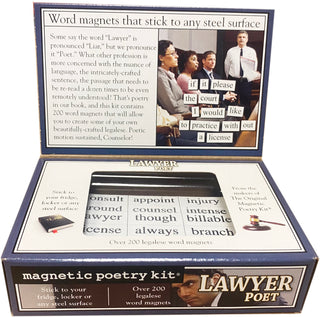 Word magnets that stick to any steel surface
Some say the word "Lawyer" is
pronounced "Liar," but we pronounce
it "Poet." What other profession is
more concerned with the nuance of
language, the intricately-crafted
sentence, the passage that needs to
be re-read a dozen times to be even
remotely understood! That's poetry
in our book, and this kit contains
200 word magnets that will allow
you to create some of your own
beautifully-crafted legalese. Poetic
motion sustained, Counselor!
if it please
the court
I would like
to practice with out
a license
LAWYER
POET
Stick to
your fridge,
locker or any
steel surface
onsult appoint injury
round counsel intense
awyer though billable
cense always branch
From the
makers of
The Original
Magnetic
Poetry Kit®
Over 200 legalese word magnets
magnetic poetry kit®
Stick to your
fridge, locker or
any steel surface
Over 200
legalese
word magnets
LAWYER
POET